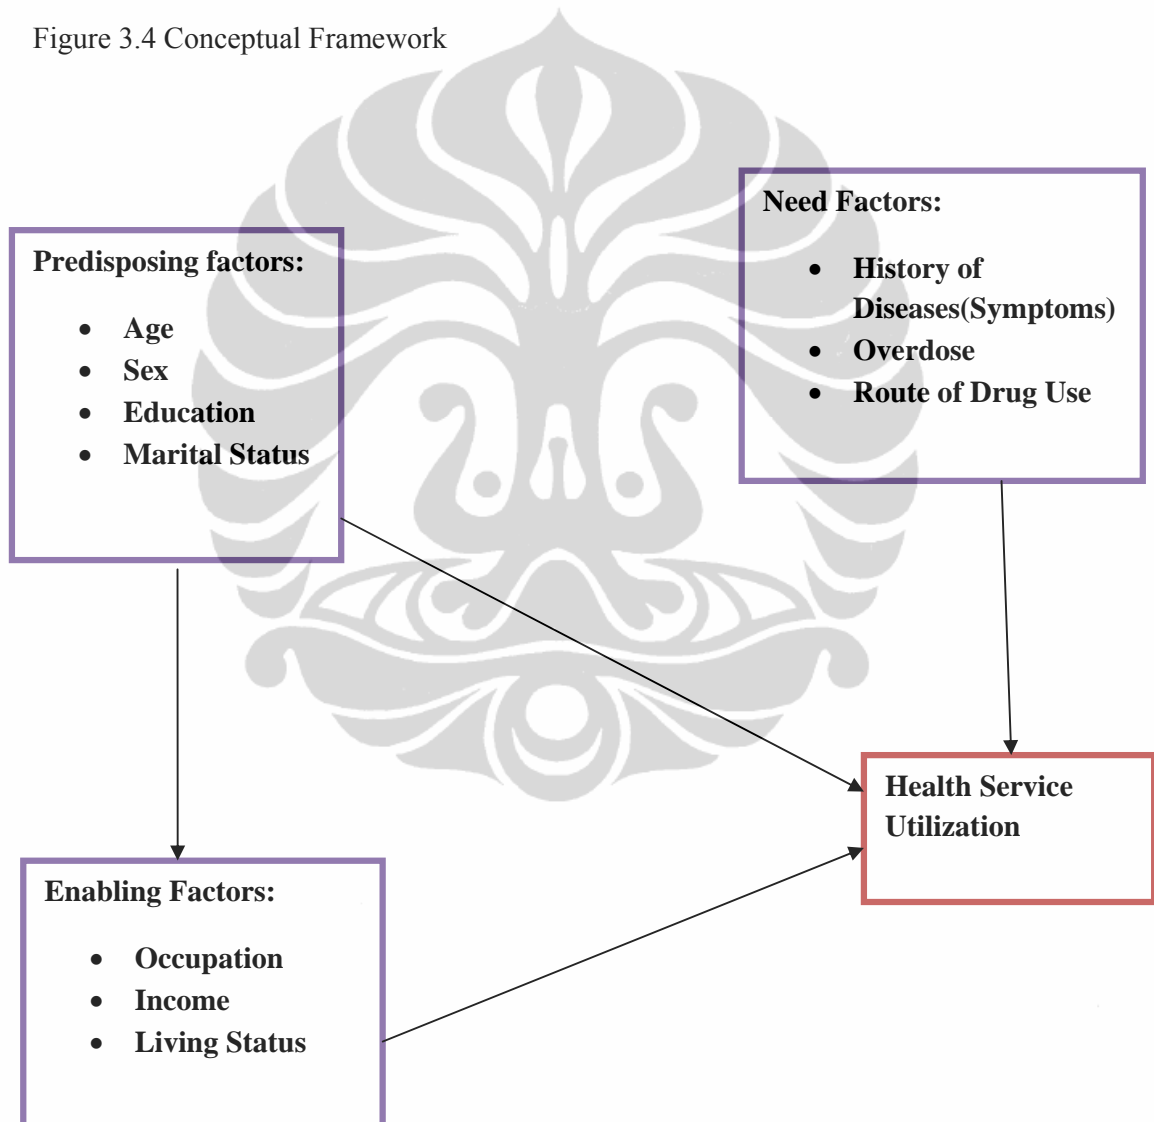 Figure 3.4 Conceptual Framework
Need Factors:
• History of
Diseases(Symptoms)
• Overdose
• Route of Drug Use
Predisposing factors:
• Age
• Sex
• Education
• Marital Status
Health Service
Utilization
Enabling Factors:
• Occupation
• Income
• Living Status